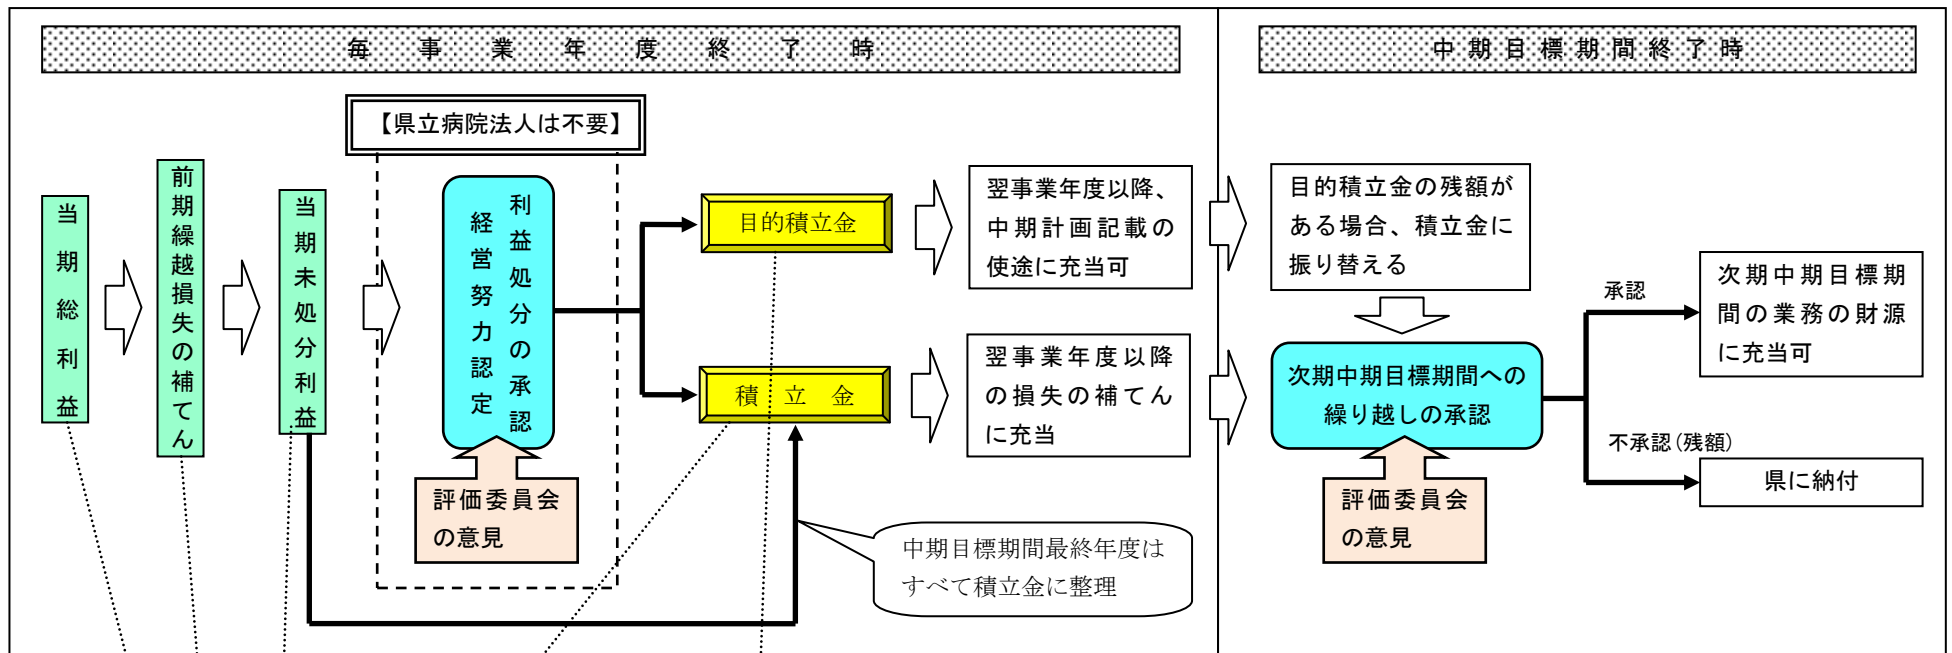 毎事業年度終了時
中期目標期間終了時
【県立病院法人は不要】
当期総利益
前期繰越損失の補てん
当期未処分利益
利益処分の承認
経営努力認定
評価委員会
の意見
目的積立金
積立金
翌事業年度以降、
中期計画記載の
使途に充当可
翌事業年度以降
の損失の補てん
に充当
中期目標期間最終年度は
すべて積立金に整理
目的積立金の残額が
ある場合、積立金に
振り替える
次期中期目標期間への
繰り越しの承認
評価委員会
の意見
承認
次期中期目標期
間の業務の財源
に充当可
不承認(残額)
県に納付